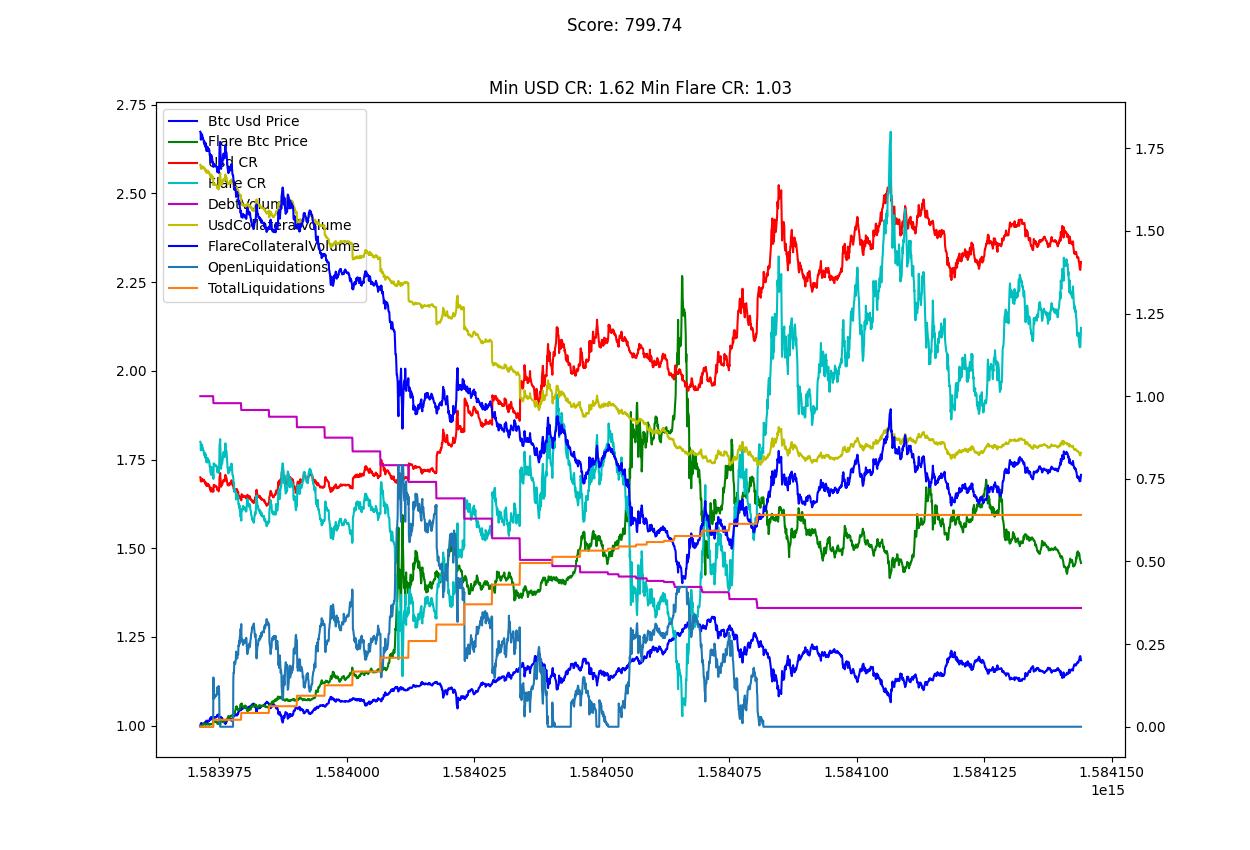 Score: 799.74
Min USD CR: 1.62 Min Flare CR: 1.03
2.75
2.50
2.25
2.00
1.75
1.50
1.25
1.00
Btc Usd Price
Flare Btc Price
Usd CR
Flare CR
DebtVolume
UsdCollateralVolume
FlareCollateralVolume
OpenLiquidations
TotalLiquidations
1.75
1.50
1.25
1.00
0.75
0.50
0.25
0.00
1.583975 1.584000 1.584025 1.584050 1.584075 1.584100 1.584125 1.584150
1e15